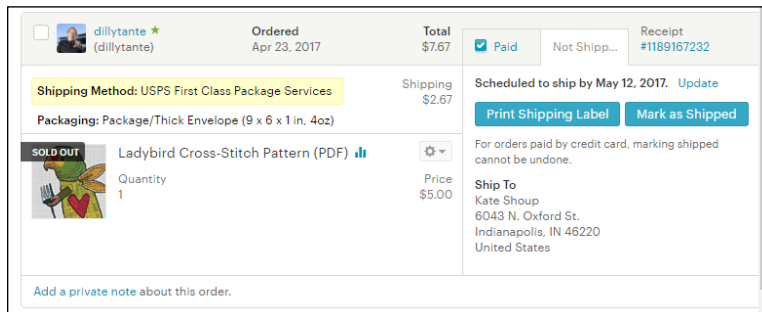 dillytante
(dillytante)
Ordered
Apr 23, 2017
Total
$7.67
Paid
Not Shipp...
Receipt
#1189167232
Shipping Method: USPS First Class Package Services
Packaging: Package/Thick Envelope (9 x 6 x 1 in, 4oz)
Shipping
$2.67
SOLD OUT
Ladybird Cross-Stitch Pattern (PDF)
Quantity
1
Price
$5.00
Scheduled to ship by May 12, 2017. Update
Print Shipping Label
Mark as Shipped
For orders paid by credit card, marking shipped
cannot be undone.
Ship To
Kate Shoup
6043 N. Oxford St.
Indianapolis, IN 46220
United States
Add a private note about this order.